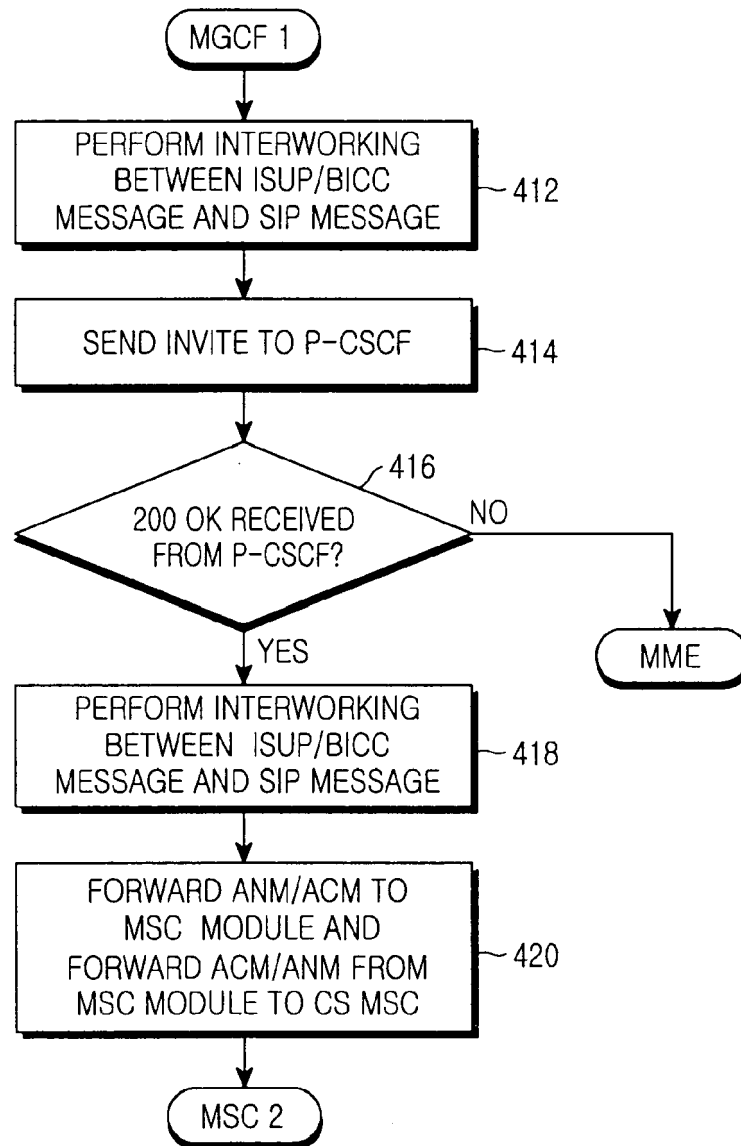 MGCF 1
PERFORM INTERWORKING
BETWEEN ISUP/BICC
MESSAGE AND SIP MESSAGE
412
SEND INVITE TO P-CSCF
414
416
200 OK RECEIVED
FROM P-CSCF?
NO
YES
MME
PERFORM INTERWORKING
BETWEEN ISUP/BICC
MESSAGE AND SIP MESSAGE
418
FORWARD ANM/ACM TO
MSC MODULE AND
FORWARD ACM/ANM FROM
MSC MODULE TO CS MSC
420
MSC 2